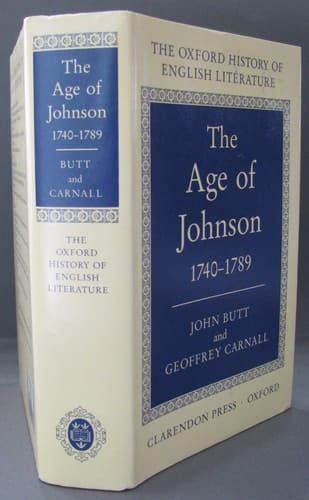 The
Age of
Johnson
1740–1789
BUTT
and
CARNALL
THE
OXFORD
HISTORY OF
ENGLISH
LITERATURE
THE OXFORD HISTORY OF
ENGLISH LITERATURE
The
Age of
Johnson
1740–1789
JOHN BUTT
and
GEOFFREY CARNALL
CLARENDON PRESS · OXFORD